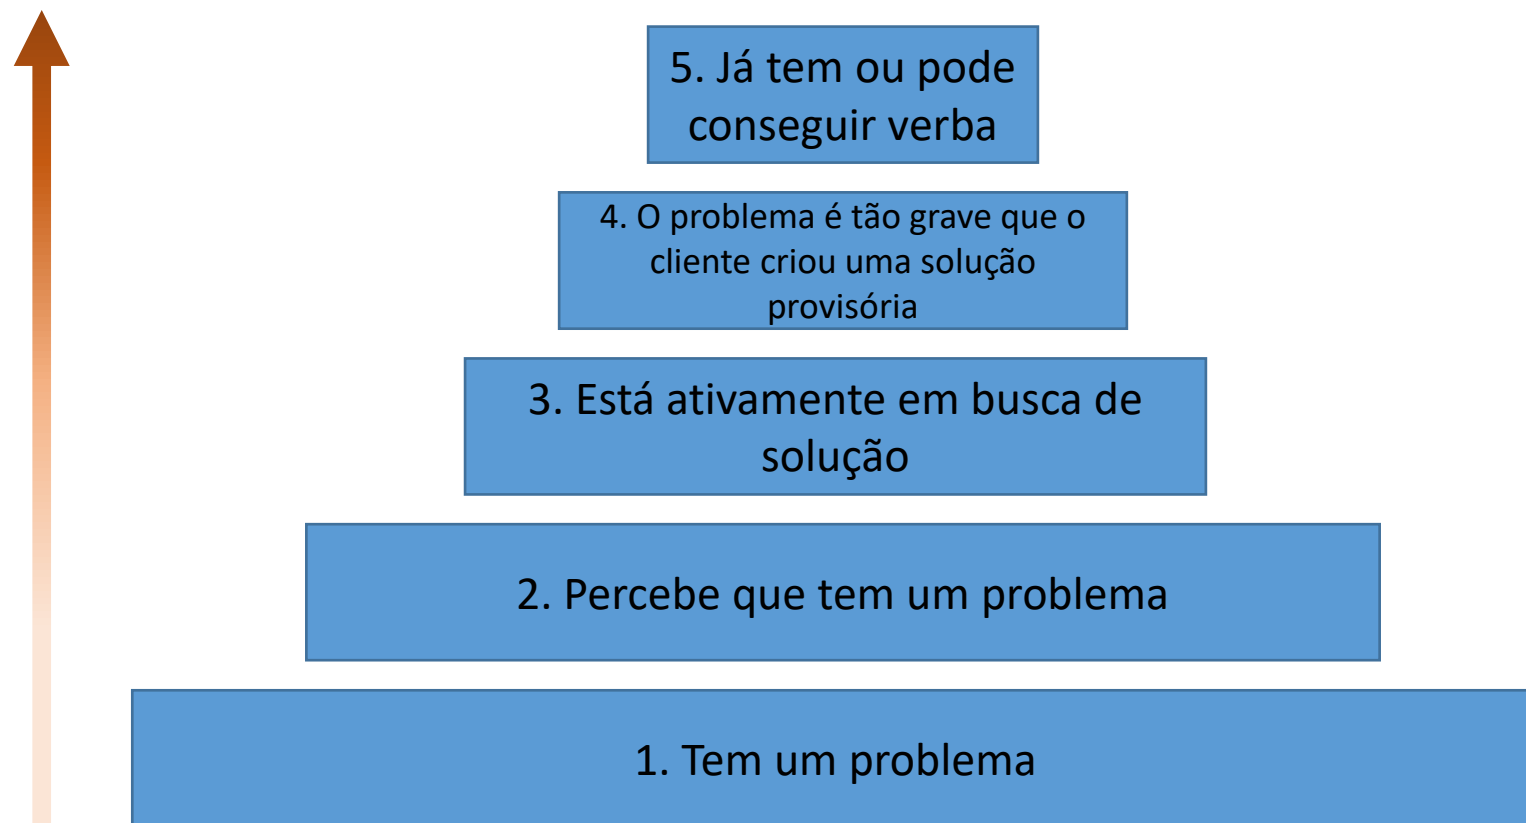 5. Já tem ou pode
conseguir verba
4. O problema é tão grave que o
cliente criou uma solução
provisória
3. Está ativamente em busca de
solução
2. Percebe que tem um problema
1. Tem um problema